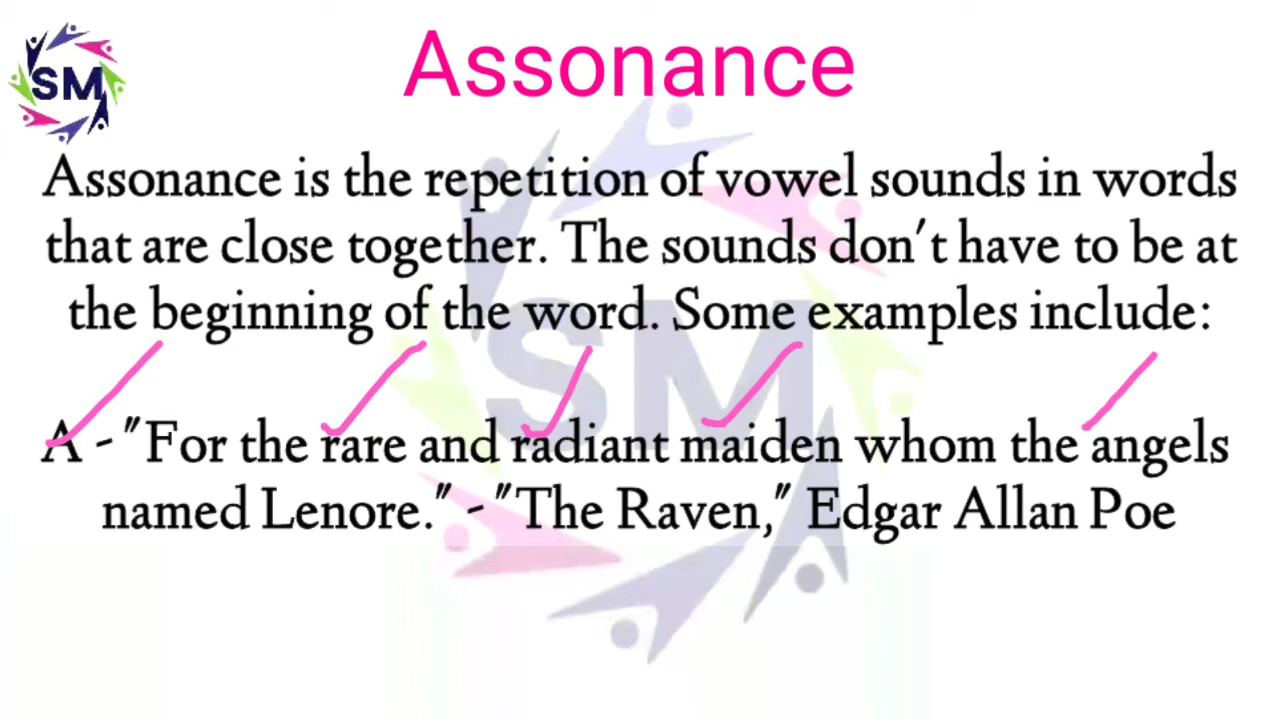 SM
Assonance
Assonance is the repetition of vowel sounds in words
that are close together. The sounds don't have to be at
the beginning of the word. Some examples include:
A - "For the rare and radiant maiden whom the angels
named Lenore." - "The Raven," Edgar Allan Poe
SM